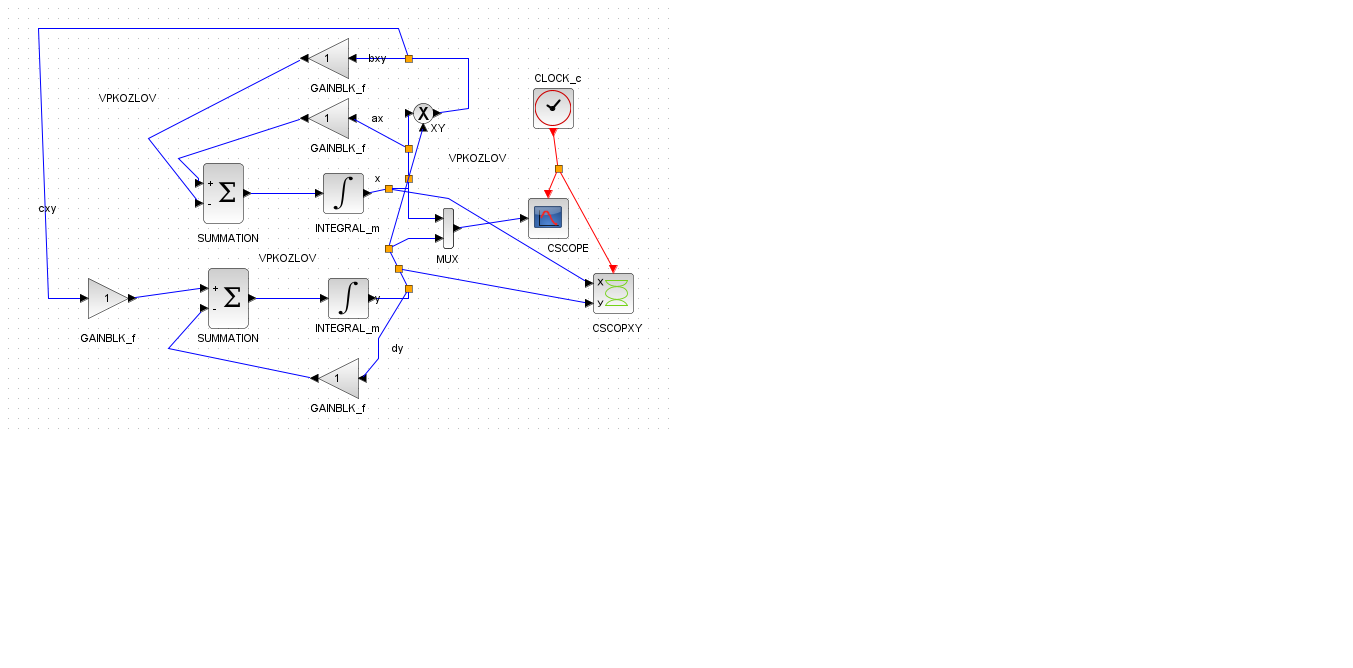 CLOCK_c
1
bxy
GAINBLK_f
VPKOZLOV
1
ax
X
XY
GAINBLK_f
VPKOZLOV
x
+
-
Σ
∫
SUMMATION
INTEGRAL_m
cxy
CSCOPE
MUX
VPKOZLOV
1
+
-
Σ
∫
y
X
y
GAINBLK_f
SUMMATION
INTEGRAL_m
CSCOPXY
dy
1
GAINBLK_f